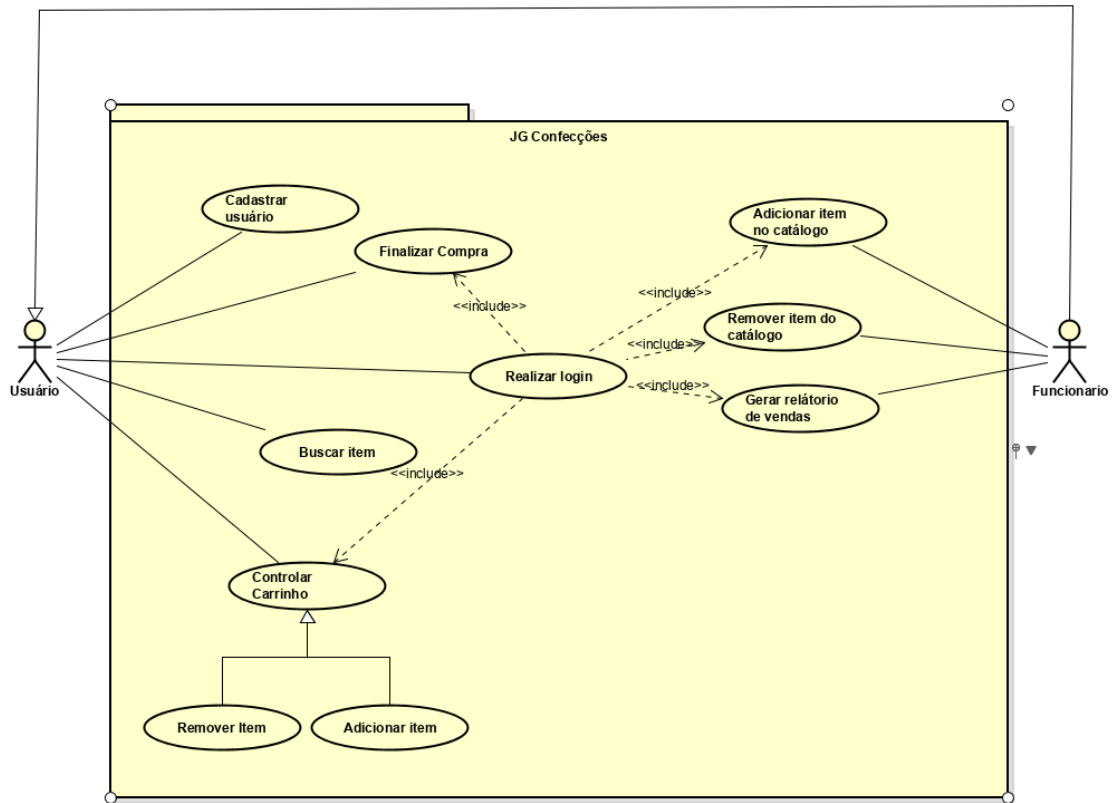 JG Confecções
Cadastrar
usuário
Adicionar item
no catálogo
Finalizar Compra
<<include>>
<<include>>
Remover item do
catálogo
<<include>>
Usuário
Realizar login
<<include>>
Funcionario
Gerar relátorio
de vendas
Buscar item
<<include>>
Controlar
Carrinho
Remover Item
Adicionar item